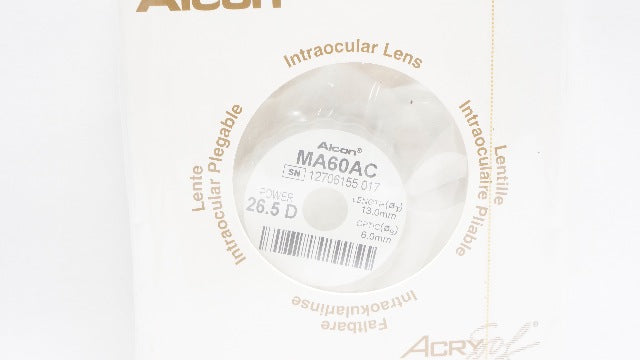 Alcon
Intraocular Lens
Lente
Intraocular Plegable
Lentille
Intraoculaire Pliable
Faltbare
Intraokularlinse
Alcon®
MA60AC
SN 12706155 017
POWER
26.5 D
LENGTH (ØT)
13.0mm
OPTIC (ØB)
6.0mm
ACRYSof®